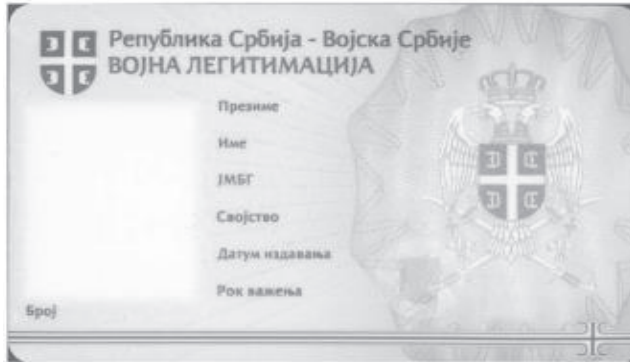 Република Србија - Војска Србије
ВОЈНА ЛЕГИТИМАЦИЈА
Презиме
Име
ЈМБГ
Својство
Датум издавања
Рок важења
Број